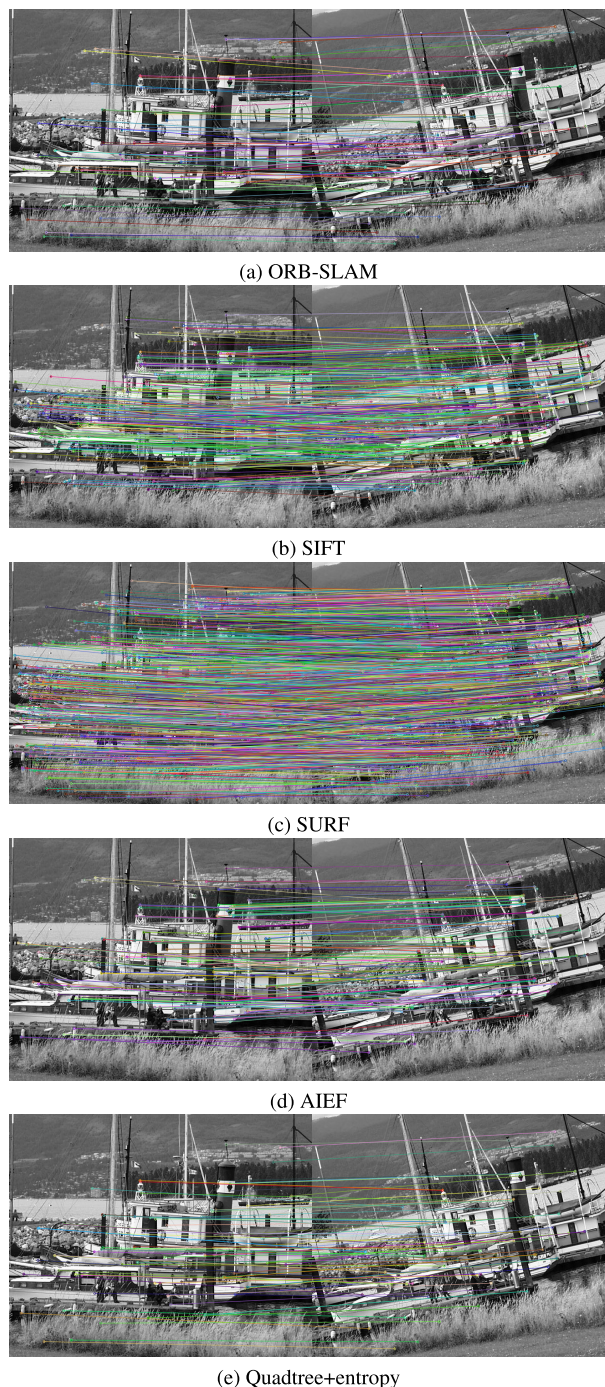 (a) ORB-SLAM
(b) SIFT
(c) SURF
(d) AIEF
(e) Quadtree+entropy